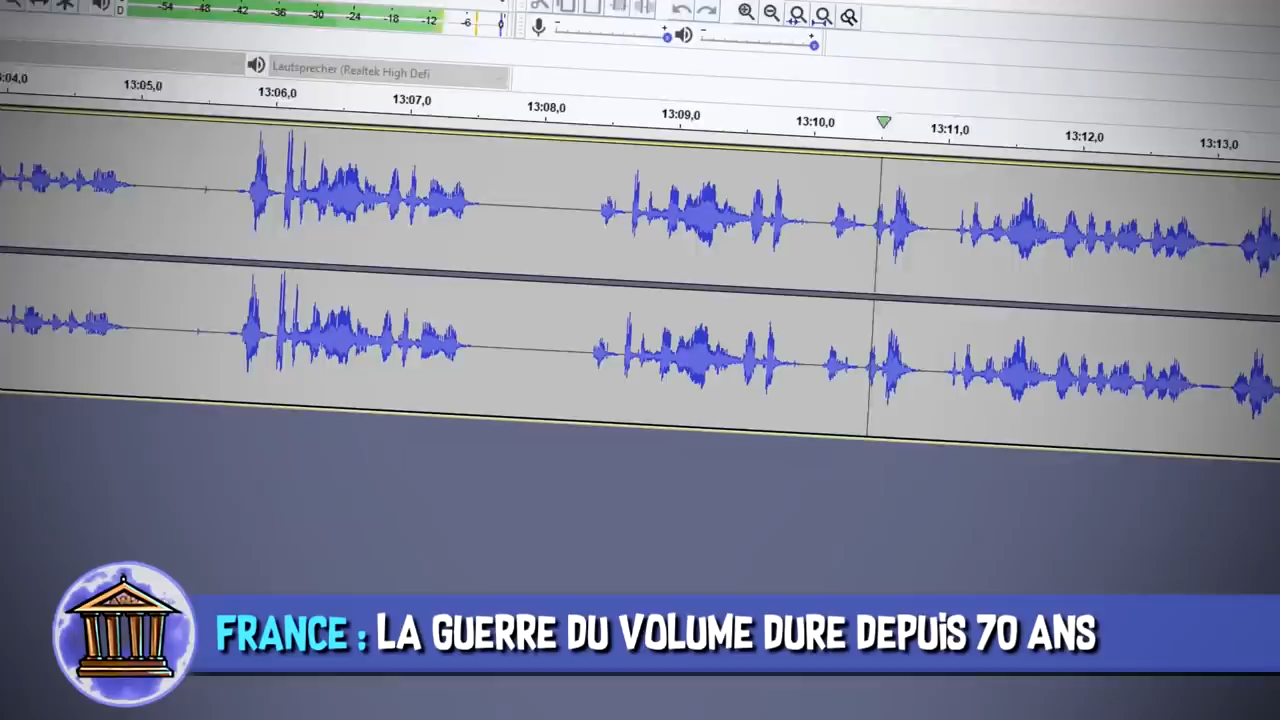 -54 -48 -42 -36 -30 -24 -18 -12 -6
D
Lautsprecher (Realtek High Defi
13:05,0 13:06,0 13:07,0 13:08,0 13:09,0 13:10,0 13:11,0 13:12,0 13:13,0
FRANCE : LA GUERRE DU VOLUME DURE DEPUIS 70 ANS